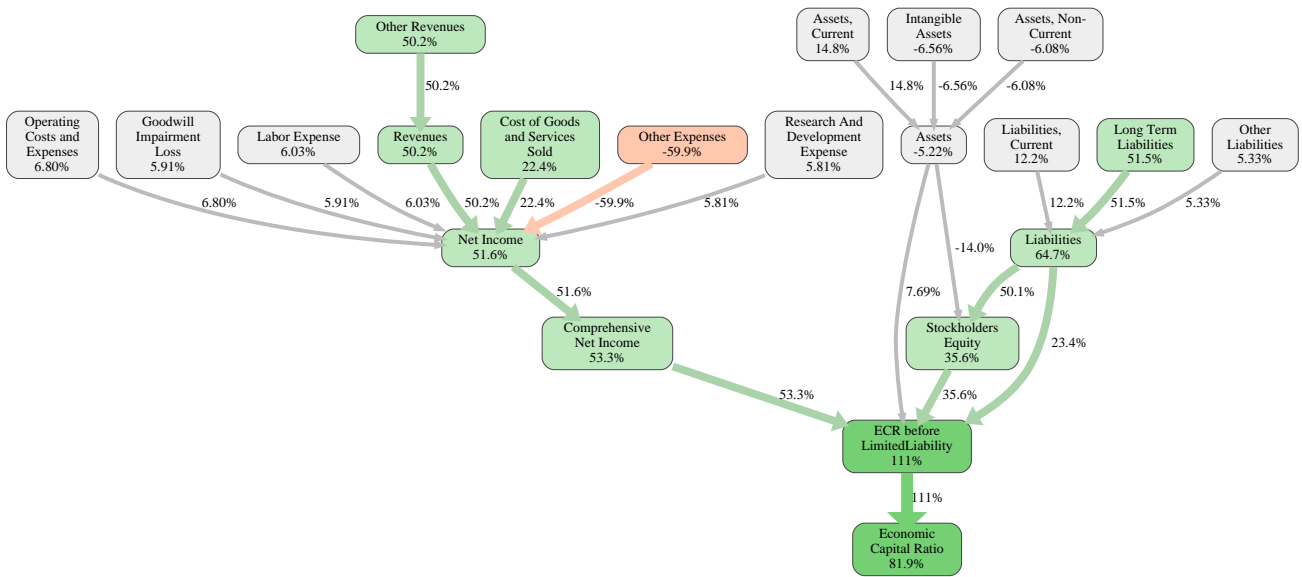 Assets,
Current
14.8%
Intangible
Assets
-6.56%
Assets, Non-
Current
-6.08%
Other Revenues
50.2%
50.2%
14.8%
-6.56%
-6.08%
Operating
Costs and
Expenses
6.80%
Goodwill
Impairment
Loss
5.91%
Labor Expense
6.03%
Revenues
50.2%
Cost of Goods
and Services
Sold
22.4%
Other Expenses
-59.9%
Research And
Development
Expense
5.81%
Assets
-5.22%
Liabilities,
Current
12.2%
Long Term
Liabilities
51.5%
Other
Liabilities
5.33%
6.80%
5.91%
6.03%
50.2%
22.4%
-59.9%
5.81%
12.2%
51.5%
5.33%
Net Income
51.6%
Liabilities
64.7%
-14.0%
51.6%
7.69%
50.1%
Comprehensive
Net Income
53.3%
Stockholders
Equity
35.6%
23.4%
53.3%
35.6%
ECR before
LimitedLiability
111%
111%
Economic
Capital Ratio
81.9%